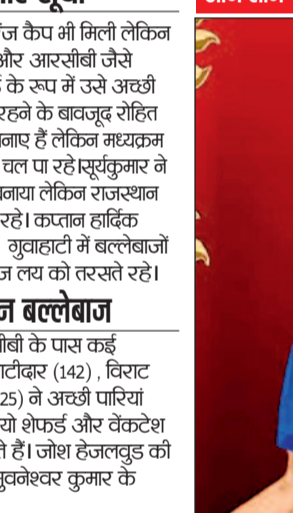 ज कैप भी मिली लेकिन
और आरसीबी जैसे
के रूप में उसे अच्छी
रहने के बावजूद रोहित
नाए हैं लेकिन मध्यक्रम
चल पा रहे।सूर्यकुमार ने
बनाया लेकिन राजस्थान
रहे। कप्तान हार्दिक
गुवाहाटी में बल्लेबाजों
ज लय को तरसते रहे।
न बल्लेबाज
ीबी के पास कई
ाटीदार (142) , विराट
25) ने अच्छी पारियां
यो शेफर्ड और वेंकटेश
ते हैं। जोश हेजलवुड की
भुवनेश्वर कुमार के